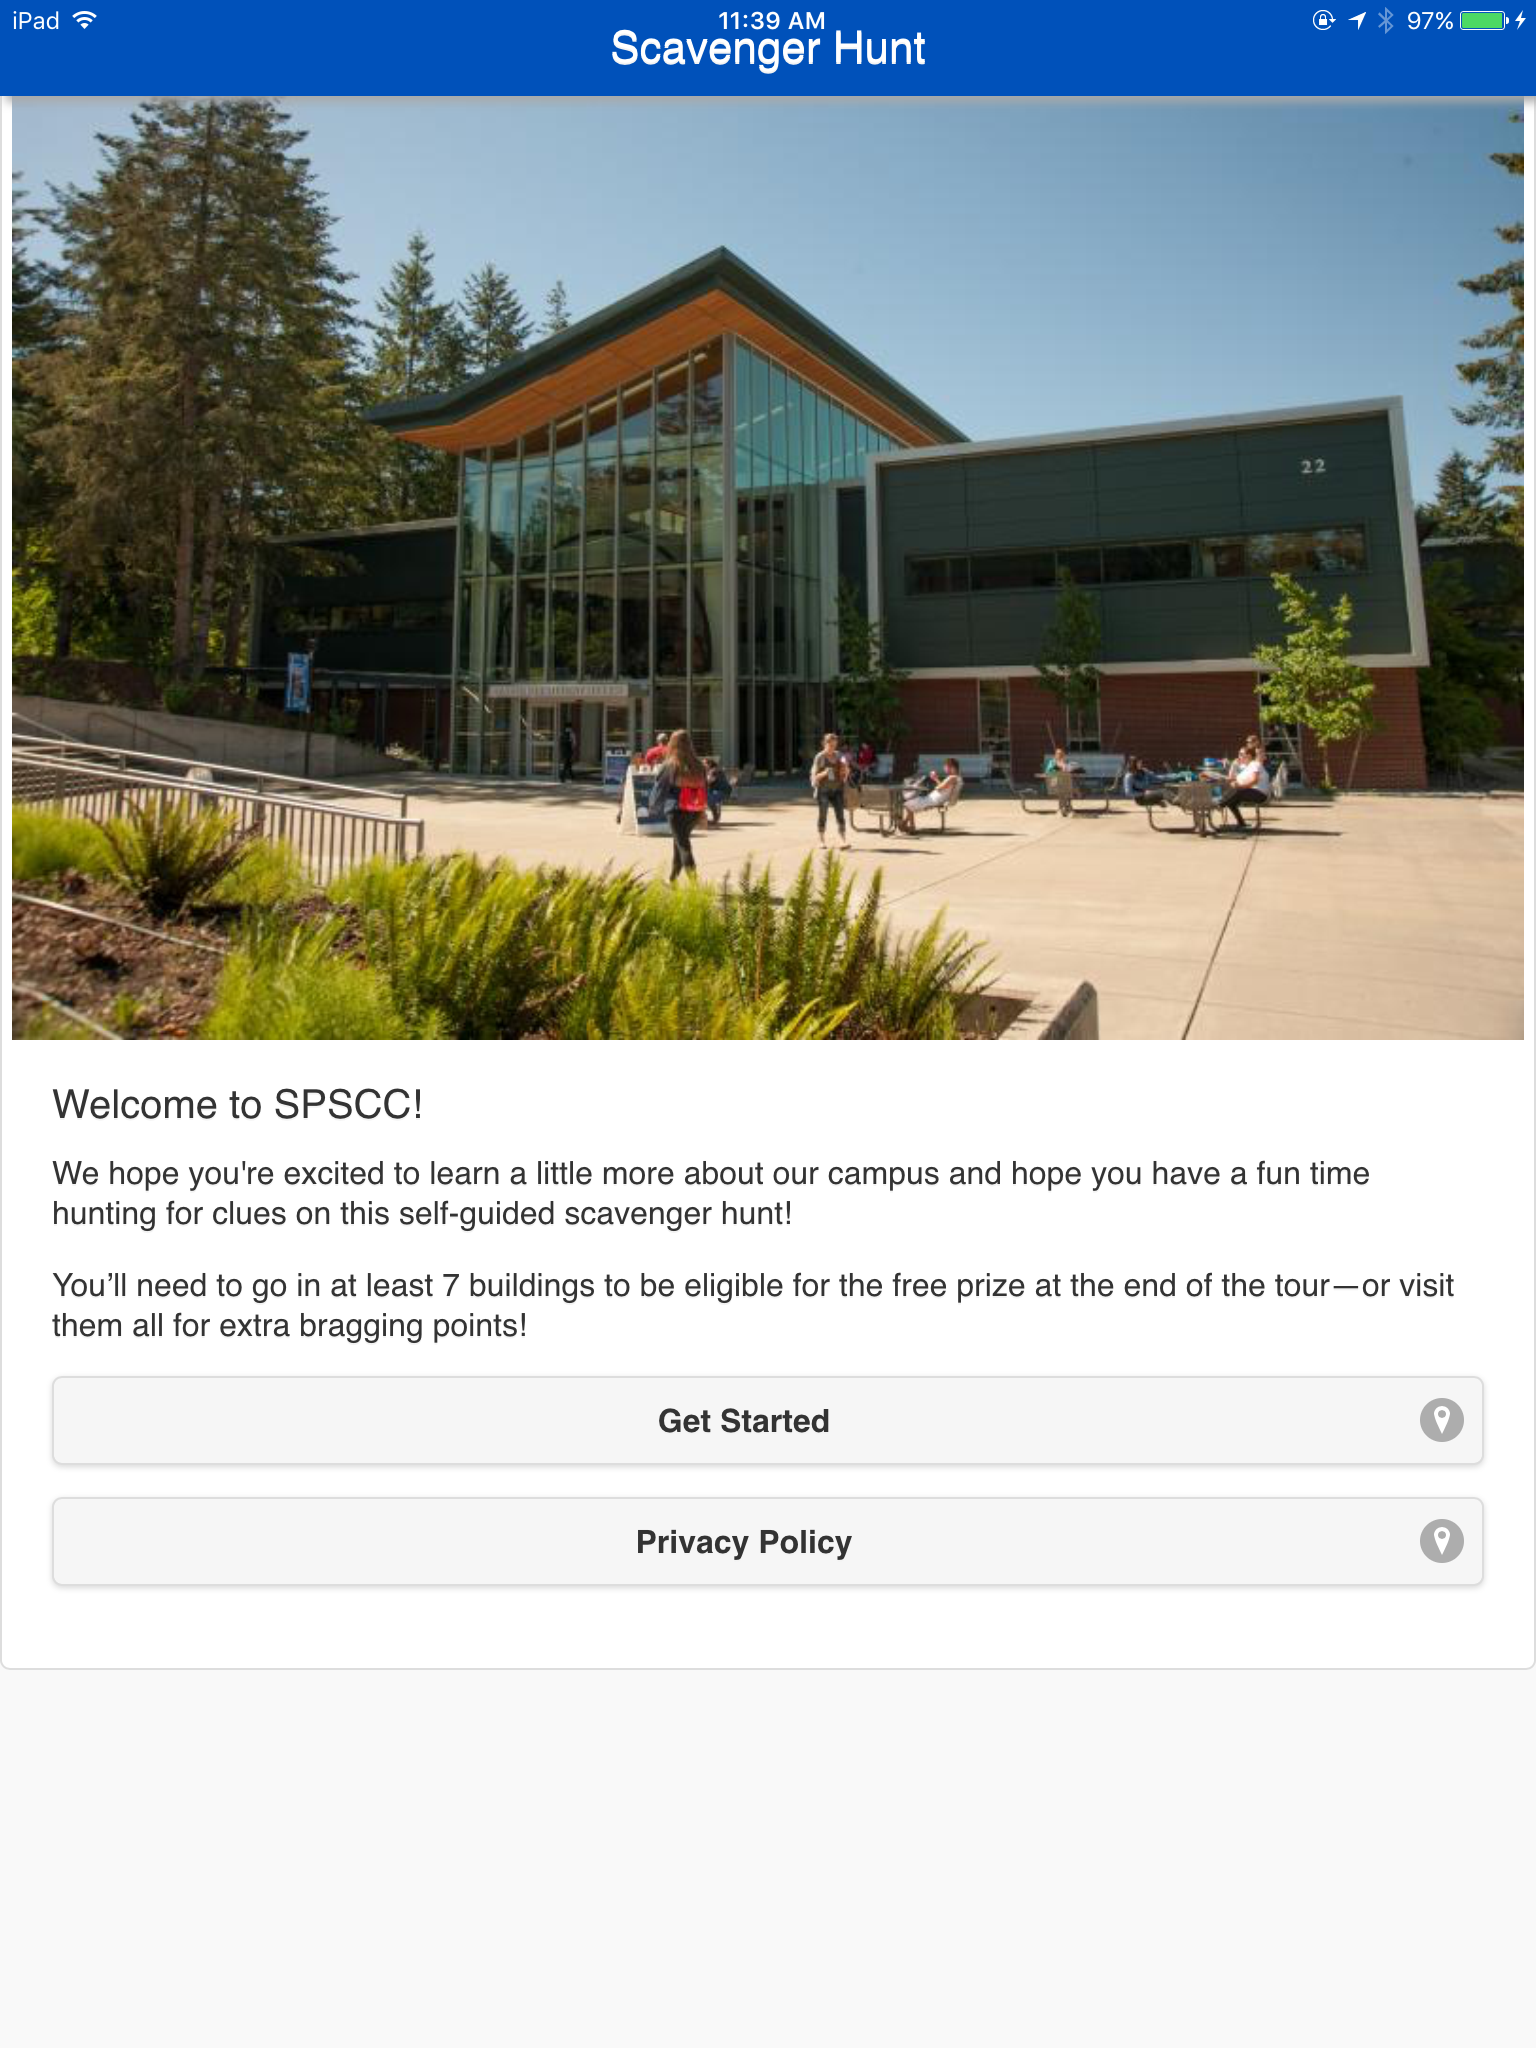 iPad 11:39 AM 97%
Scavenger Hunt
22
Welcome to SPSCC!
We hope you're excited to learn a little more about our campus and hope you have a fun time
hunting for clues on this self-guided scavenger hunt!
You’ll need to go in at least 7 buildings to be eligible for the free prize at the end of the tour—or visit
them all for extra bragging points!
Get Started
Privacy Policy